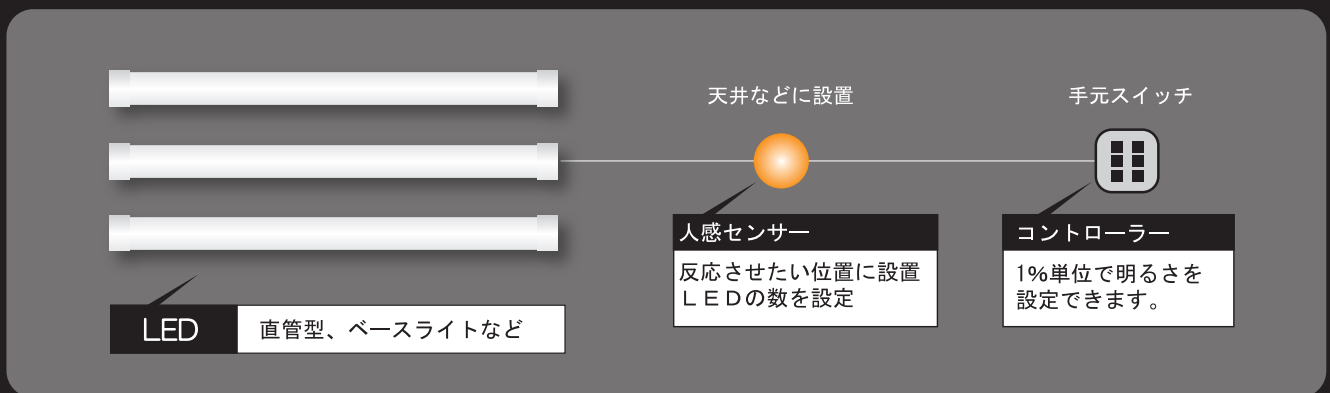 天井などに設置
手元スイッチ
人感センサー
反応させたい位置に設置
ＬＥＤの数を設定
コントローラー
1%単位で明るさを
設定できます。
LED
直管型、ベースライトなど